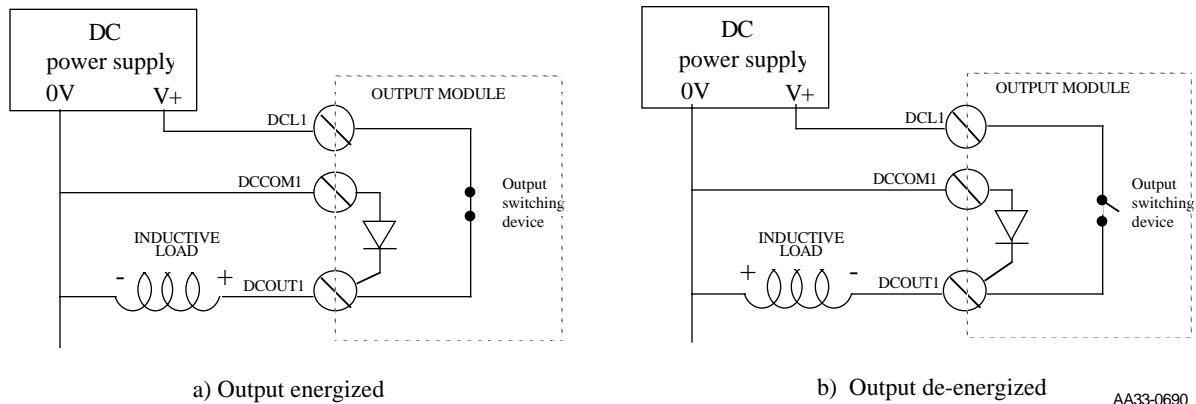 DC
power supply
0V V+
OUTPUT MODULE
DCL1
DCCOM1
Output
switching
device
INDUCTIVE
LOAD
- +
DCOUT1
a) Output energized
DC
power supply
0V V+
OUTPUT MODULE
DCL1
DCCOM1
Output
switching
device
INDUCTIVE
LOAD
+ -
DCOUT1
b) Output de-energized
AA33-0690